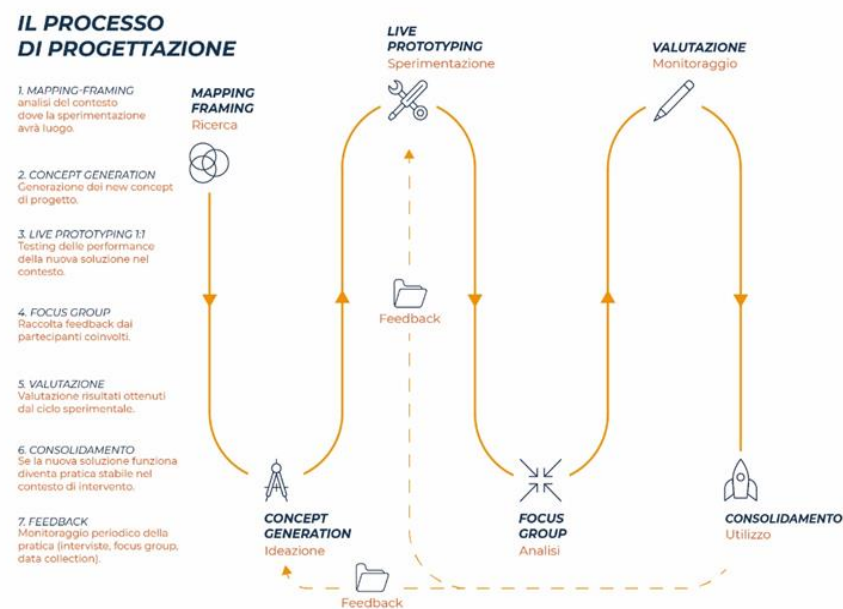 IL PROCESSO
DI PROGETTAZIONE
1. MAPPING-FRAMING
analisi del contesto
dove la sperimentazione
avrà luogo.
2. CONCEPT GENERATION
Generazione dei new concept
di progetto.
3. LIVE PROTOTYPING 1:1
Testing delle performance
della nuova soluzione nel
contesto.
4. FOCUS GROUP
Raccolta feedback dai
partecipanti coinvolti.
5. VALUTAZIONE
Valutazione risultati ottenuti
dal ciclo sperimentale.
6. CONSOLIDAMENTO
Se la nuova soluzione funziona
diventa pratica stabile nel
contesto di intervento.
7. FEEDBACK
Monitoraggio periodico della
pratica (interviste, focus group,
data collection).
MAPPING
FRAMING
Ricerca
CONCEPT
GENERATION
Ideazione
LIVE
PROTOTYPING
Sperimentazione
Feedback
Feedback
FOCUS
GROUP
Analisi
VALUTAZIONE
Monitoraggio
CONSOLIDAMENTO
Utilizzo